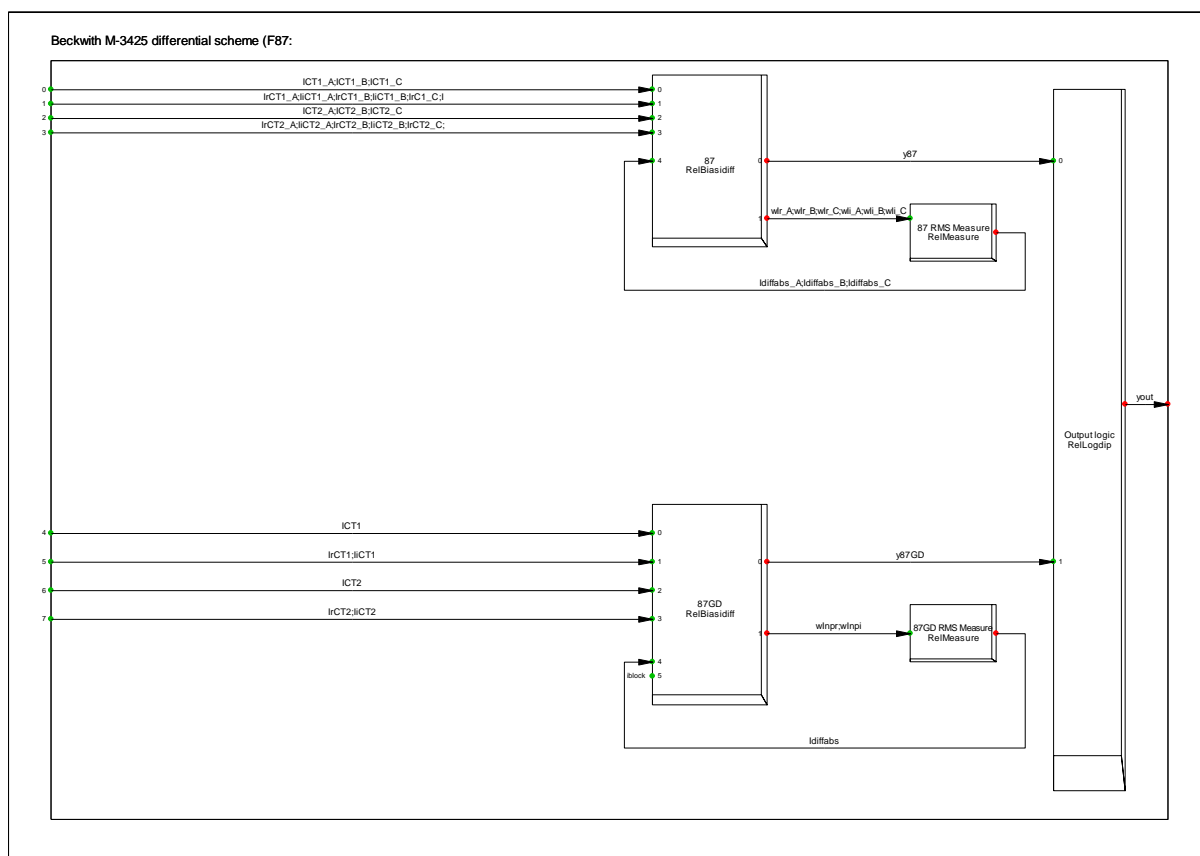 Beckwith M-3425 differential scheme (F87:
0
ICT1_A;ICT1_B;ICT1_C
0
1
IrCT1_A;IiCT1_A;IrCT1_B;IiCT1_B;IrC1_C;I
1
2
ICT2_A;ICT2_B;ICT2_C
2
3
IrCT2_A;IiCT2_A;IrCT2_B;IiCT2_B;IrCT2_C;
3
4
87
RelBiasidiff
0
y87
0
1
wIr_A;wIr_B;wIr_C;wIi_A;wIi_B;wIi_C
87 RMS Measure
RelMeasure
Idiffabs_A;Idiffabs_B;Idiffabs_C
yout
Output logic
RelLogdip
4
ICT1
0
5
IrCT1;IiCT1
1
6
ICT2
2
7
IrCT2;IiCT2
3
87GD
RelBiasidiff
0
y87GD
1
1
wInpr;wInpi
87GD RMS Measure
RelMeasure
4
iblock
5
Idiffabs